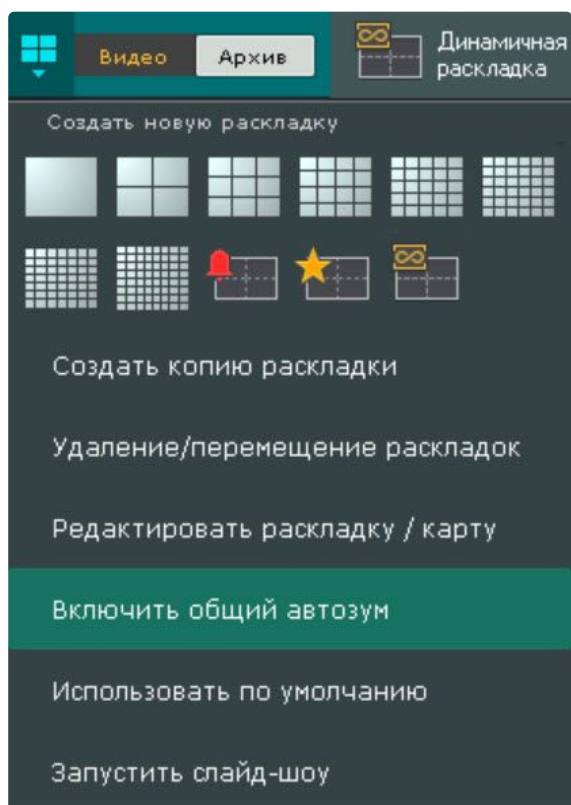 Видео
Архив
Динамичная
раскладка
Создать новую раскладку
Создать копию раскладки
Удаление/перемещение раскладок
Редактировать раскладку / карту
Включить общий автозум
Использовать по умолчанию
Запустить слайд-шоу